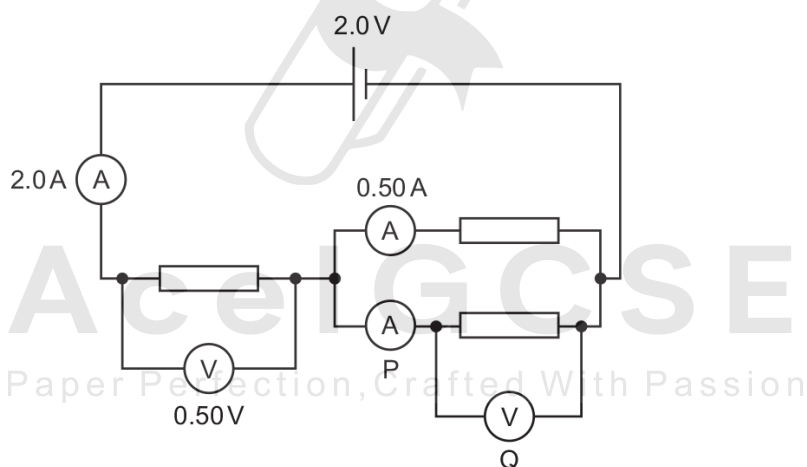 2.0 V
2.0 A
A
0.50 A
A
AceIGCSE
A
P
V
0.50 V
Paper Perfection, Crafted With Passion
V
Q